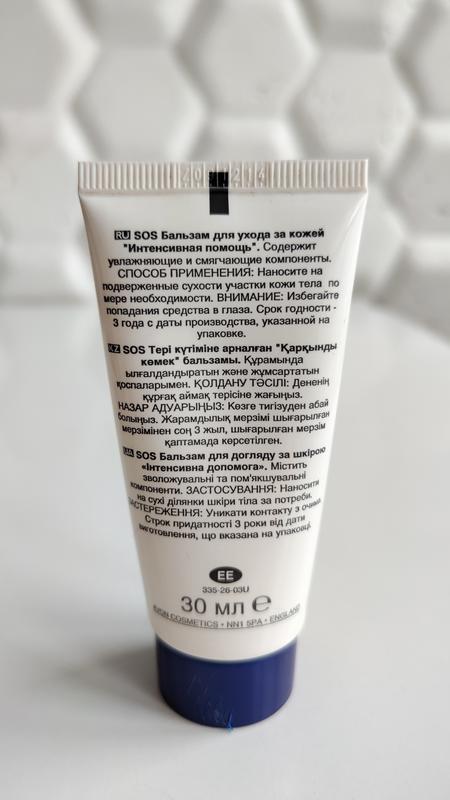 RU SOS Бальзам для ухода за кожей
"Интенсивная помощь". Содержит
увлажняющие и смягчающие компоненты.
СПОСОБ ПРИМЕНЕНИЯ: Наносите на
подверженные сухости участки кожи тела по
мере необходимости. ВНИМАНИЕ: Избегайте
попадания средства в глаза. Срок годности -
3 года с даты производства, указанной на
упаковке.
KZ SOS Тері күтіміне арналған "Қарқынды
көмек" бальзамы. Құрамында
ылғалдандыратын және жұмсартатын
қоспаларымен. ҚОЛДАНУ ТӘСІЛІ: Дененің
құрғақ аймақ терісіне жағыңыз.
НАЗАР АДУАРЫҢЫЗ: Көзге тигізуден абай
болыңыз. Жарамдылық мерзімі шығарылған
мерзімінен соң 3 жыл, шығарылған мерзім
қаптамада көрсетілген.
UA SOS Бальзам для догляду за шкірою
«Інтенсивна допомога». Містить
зволожувальні та пом'якшувальні
компоненти. ЗАСТОСУВАННЯ: Наносити
на сухі ділянки шкіри тіла за потреби.
ЗАСТЕРЕЖЕННЯ: Уникати контакту з очима.
Строк придатності 3 роки від дати
виготовлення, що вказана на упаковці.
EE
335-26-03U
30 мл ℮
AVON COSMETICS • NN1 5PA • ENGLAND